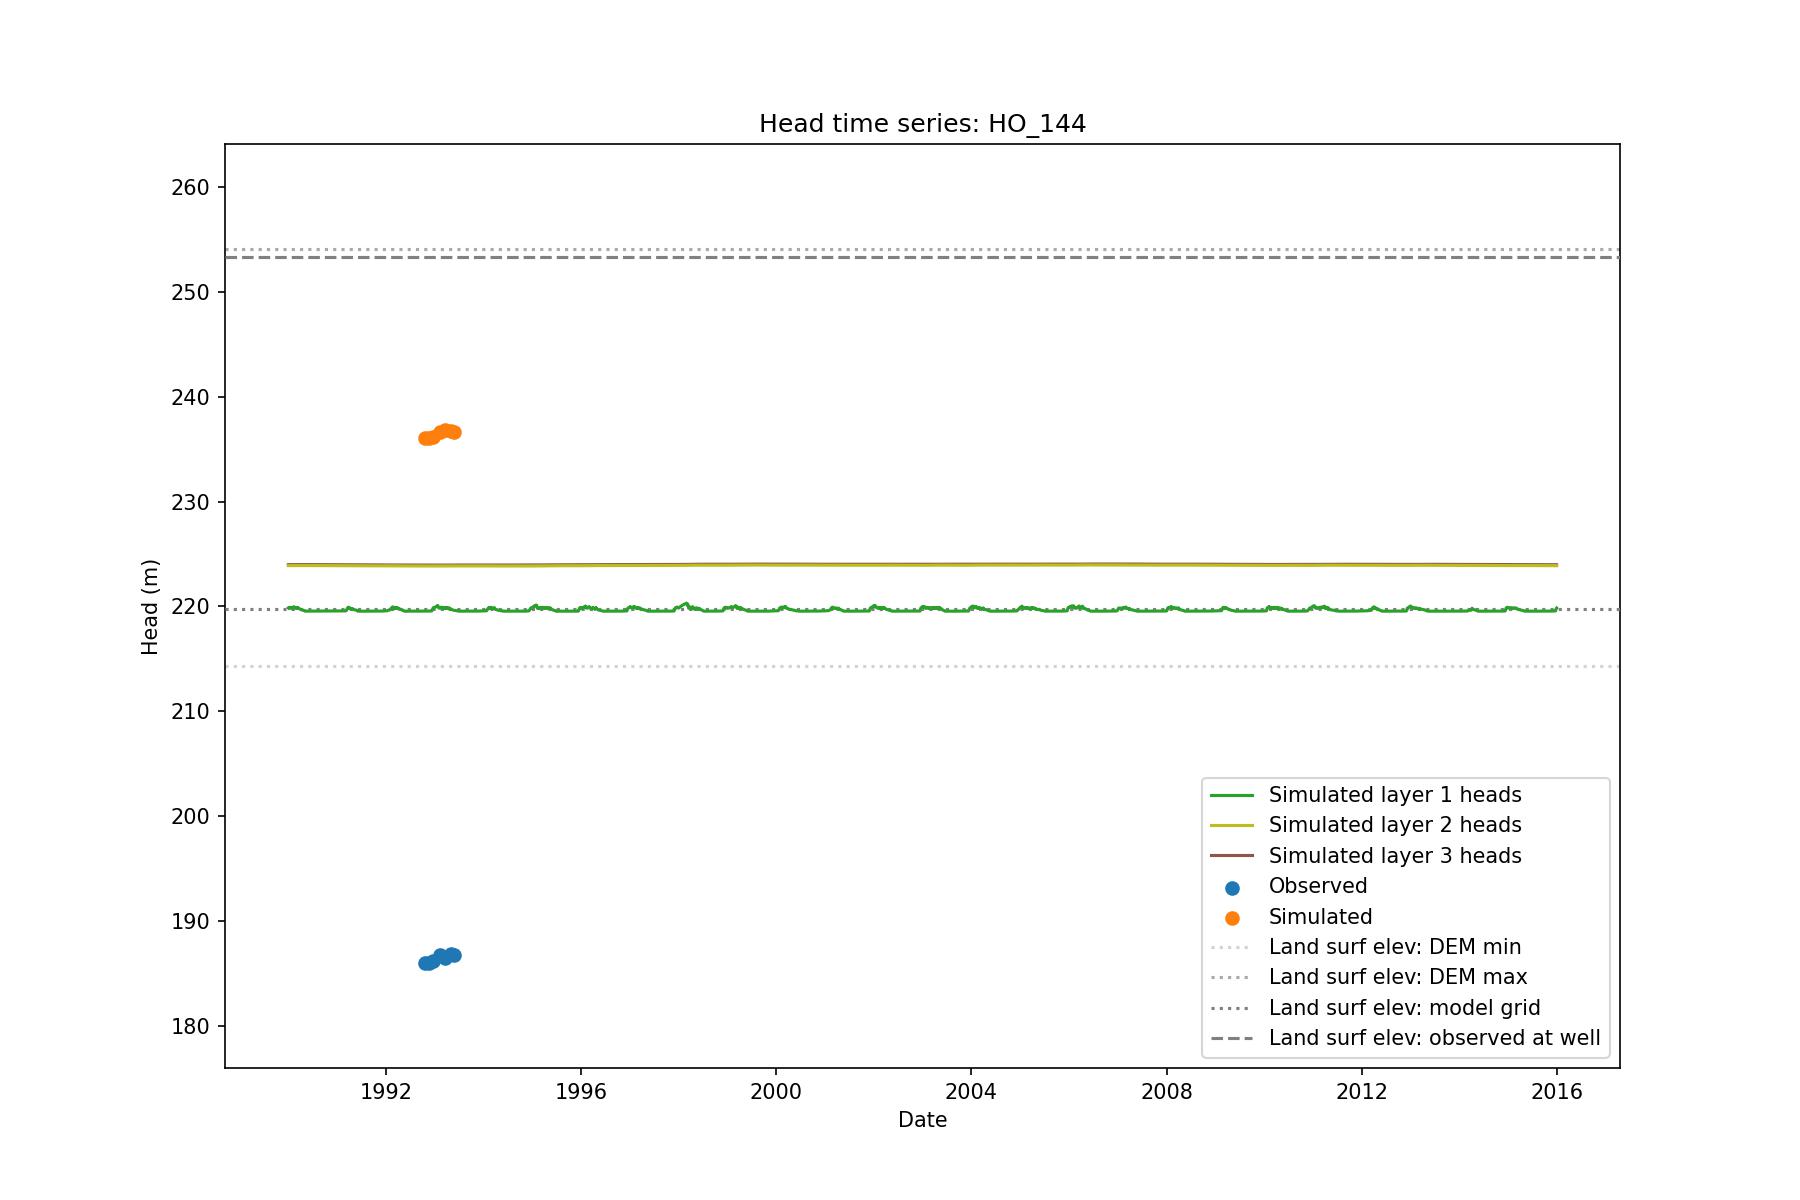 Head time series: HO_144
260
250
240
230
220
210
200
190
180
Head (m)
1992
1996
2000
2004
2008
2012
2016
Date
Simulated layer 1 heads
Simulated layer 2 heads
Simulated layer 3 heads
Observed
Simulated
Land surf elev: DEM min
Land surf elev: DEM max
Land surf elev: model grid
Land surf elev: observed at well